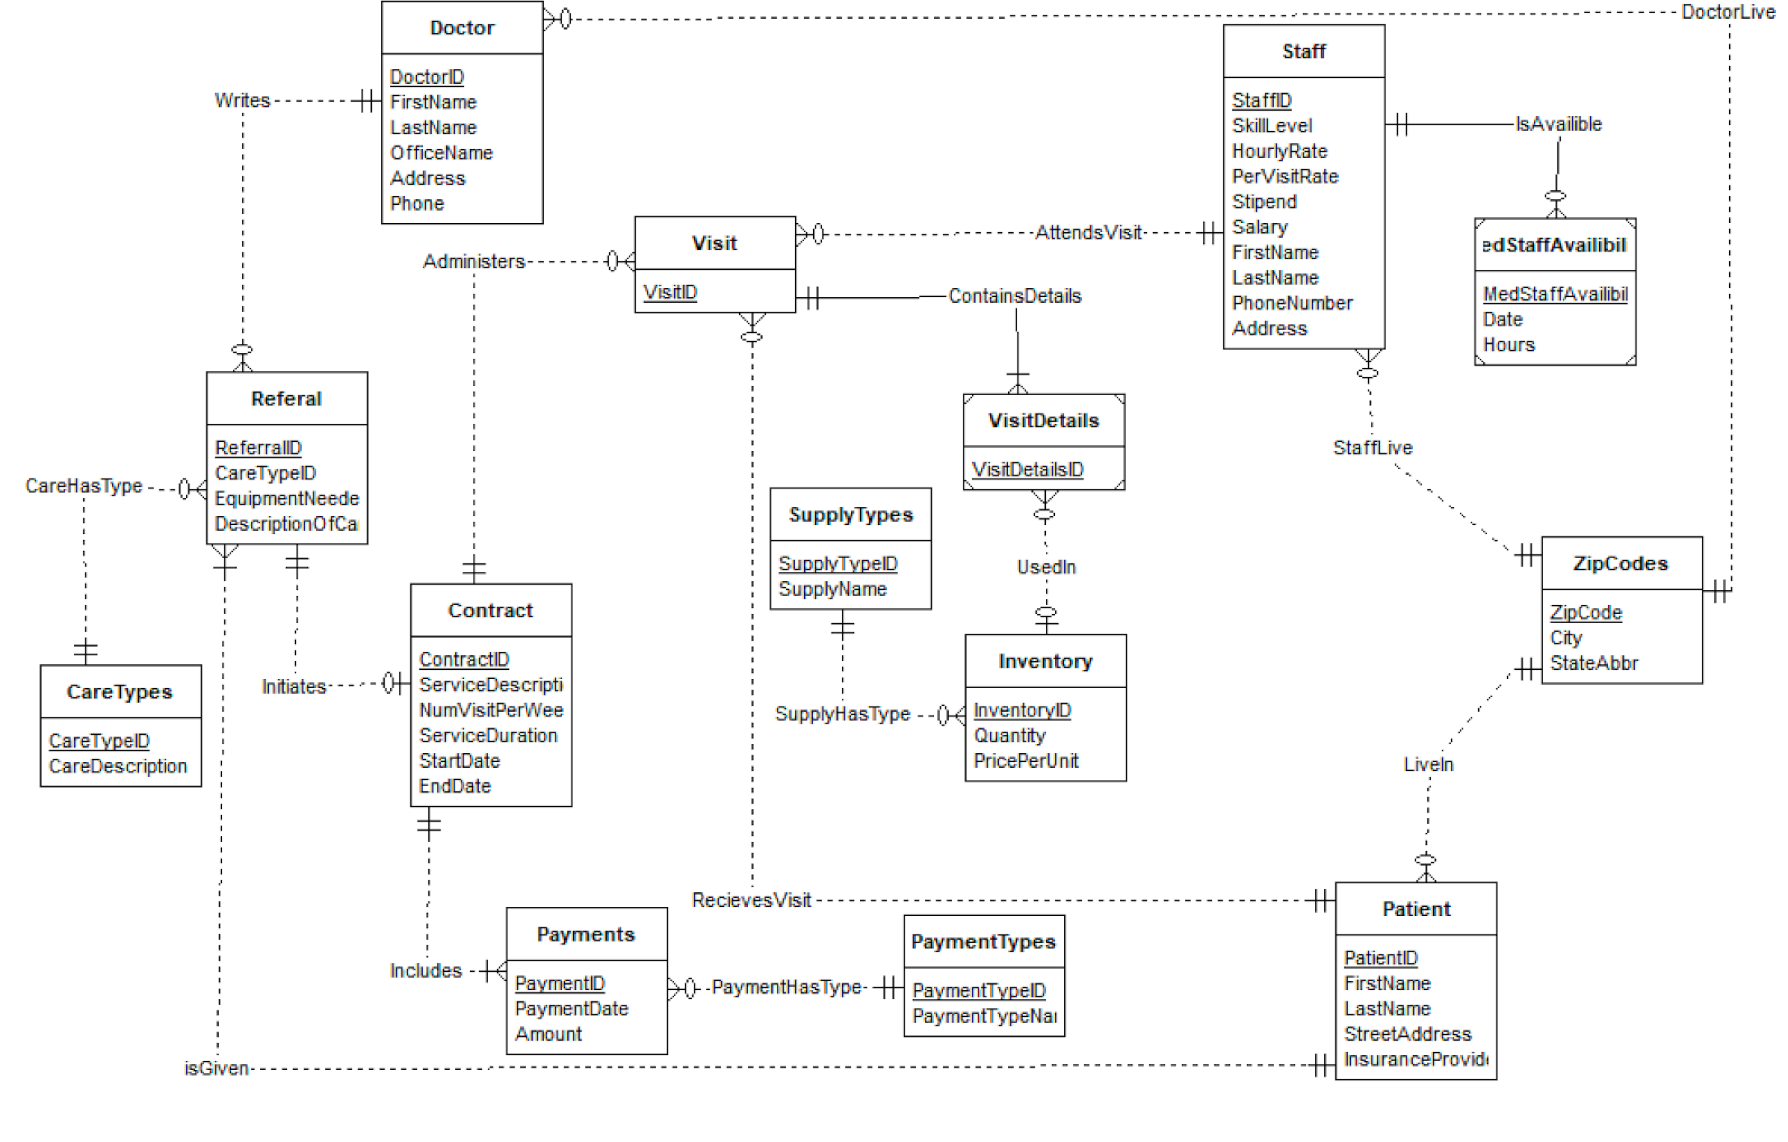 Doctor
DoctorID
FirstName
LastName
OfficeName
Address
Phone
DoctorLive
Staff
StaffID
SkillLevel
HourlyRate
PerVisitRate
Stipend
Salary
FirstName
LastName
PhoneNumber
Address
Writes
IsAvailible
Visit
VisitID
AttendsVisit
Administers
edStaffAvailibil
MedStaffAvailibil
Date
Hours
ContainsDetails
Referal
ReferralID
CareTypeID
EquipmentNeede
DescriptionOfCa
VisitDetails
VisitDetailsID
StaffLive
CareHasType
SupplyTypes
SupplyTypeID
SupplyName
UsedIn
ZipCodes
ZipCode
City
StateAbbr
Contract
ContractID
ServiceDescripti
NumVisitPerWee
ServiceDuration
StartDate
EndDate
Inventory
InventoryID
Quantity
PricePerUnit
CareTypes
CareTypeID
CareDescription
Initiates
SupplyHasType
LiveIn
RecievesVisit
Patient
PatientID
FirstName
LastName
StreetAddress
InsuranceProvid
Payments
PaymentID
PaymentDate
Amount
PaymentTypes
PaymentTypeID
PaymentTypeNa
Includes
PaymentHasType
isGiven